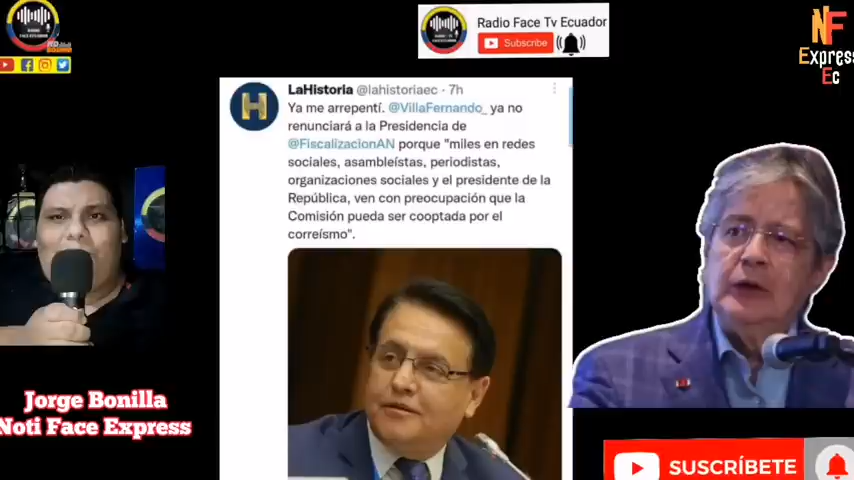 Radio Face Tv Ecuador
Subscribe
NF
Express
Ec
LaHistoria @lahistoriaec · 7h
Ya me arrepentí. @VillaFernando_ ya no
renunciará a la Presidencia de
@FiscalizacionAN porque "miles en redes
sociales, asambleístas, periodistas,
organizaciones sociales y el presidente de la
República, ven con preocupación que la
Comisión pueda ser cooptada por el
correísmo".
Jorge Bonilla
Noti Face Express
SUSCRÍBETE